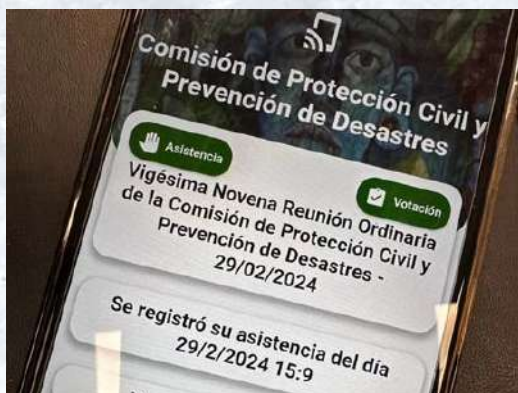 Comisión de Protección Civil y
Prevención de Desastres
Asistencia
Votación
Vigésima Novena Reunión Ordinaria
de la Comisión de Protección Civil y
Prevención de Desastres -
29/02/2024
Se registró su asistencia del día
29/2/2024 15:9